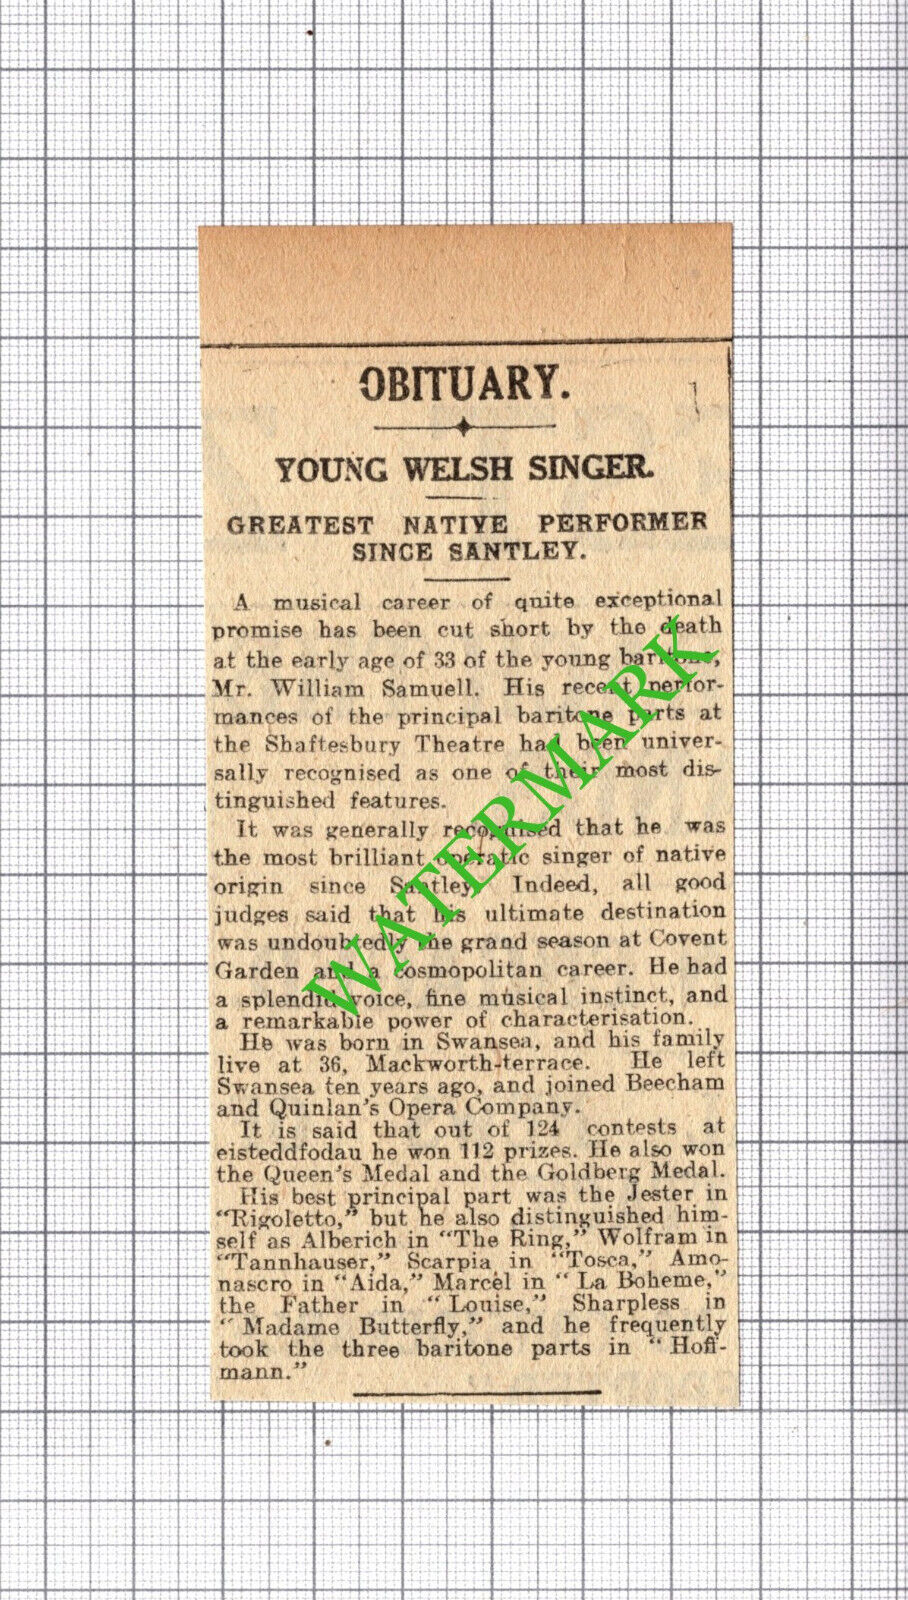 OBITUARY.
YOUNG WELSH SINGER.
GREATEST NATIVE PERFORMER
SINCE SANTLEY.
A musical career of quite exceptional
promise has been cut short by the death
at the early age of 33 of the young baritone,
Mr. William Samuell. His recent perfor-
mances of the principal baritone parts at
the Shaftesbury Theatre had been univer-
sally recognised as one of their most dis-
tinguished features.
It was generally recognised that he was
the most brilliant operatic singer of native
origin since Santley. Indeed, all good
judges said that his ultimate destination
was undoubtedly the grand season at Covent
Garden and a cosmopolitan career. He had
a splendid voice, fine musical instinct, and
a remarkable power of characterisation.
He was born in Swansea, and his family
live at 36, Mackworth-terrace. He left
Swansea ten years ago, and joined Beecham
and Quinlan's Opera Company.
It is said that out of 124 contests at
eisteddfodau he won 112 prizes. He also won
the Queen's Medal and the Goldberg Medal.
His best principal part was the Jester in
"Rigoletto," but he also distinguished him-
self as Alberich in "The Ring," Wolfram in
"Tannhauser," Scarpia in "Tosca," Amo-
nascro in "Aida," Marcel in "La Boheme,"
the Father in "Louise," Sharpless in
"Madame Butterfly," and he frequently
took the three baritone parts in "Hoff-
mann."
WATERMARK